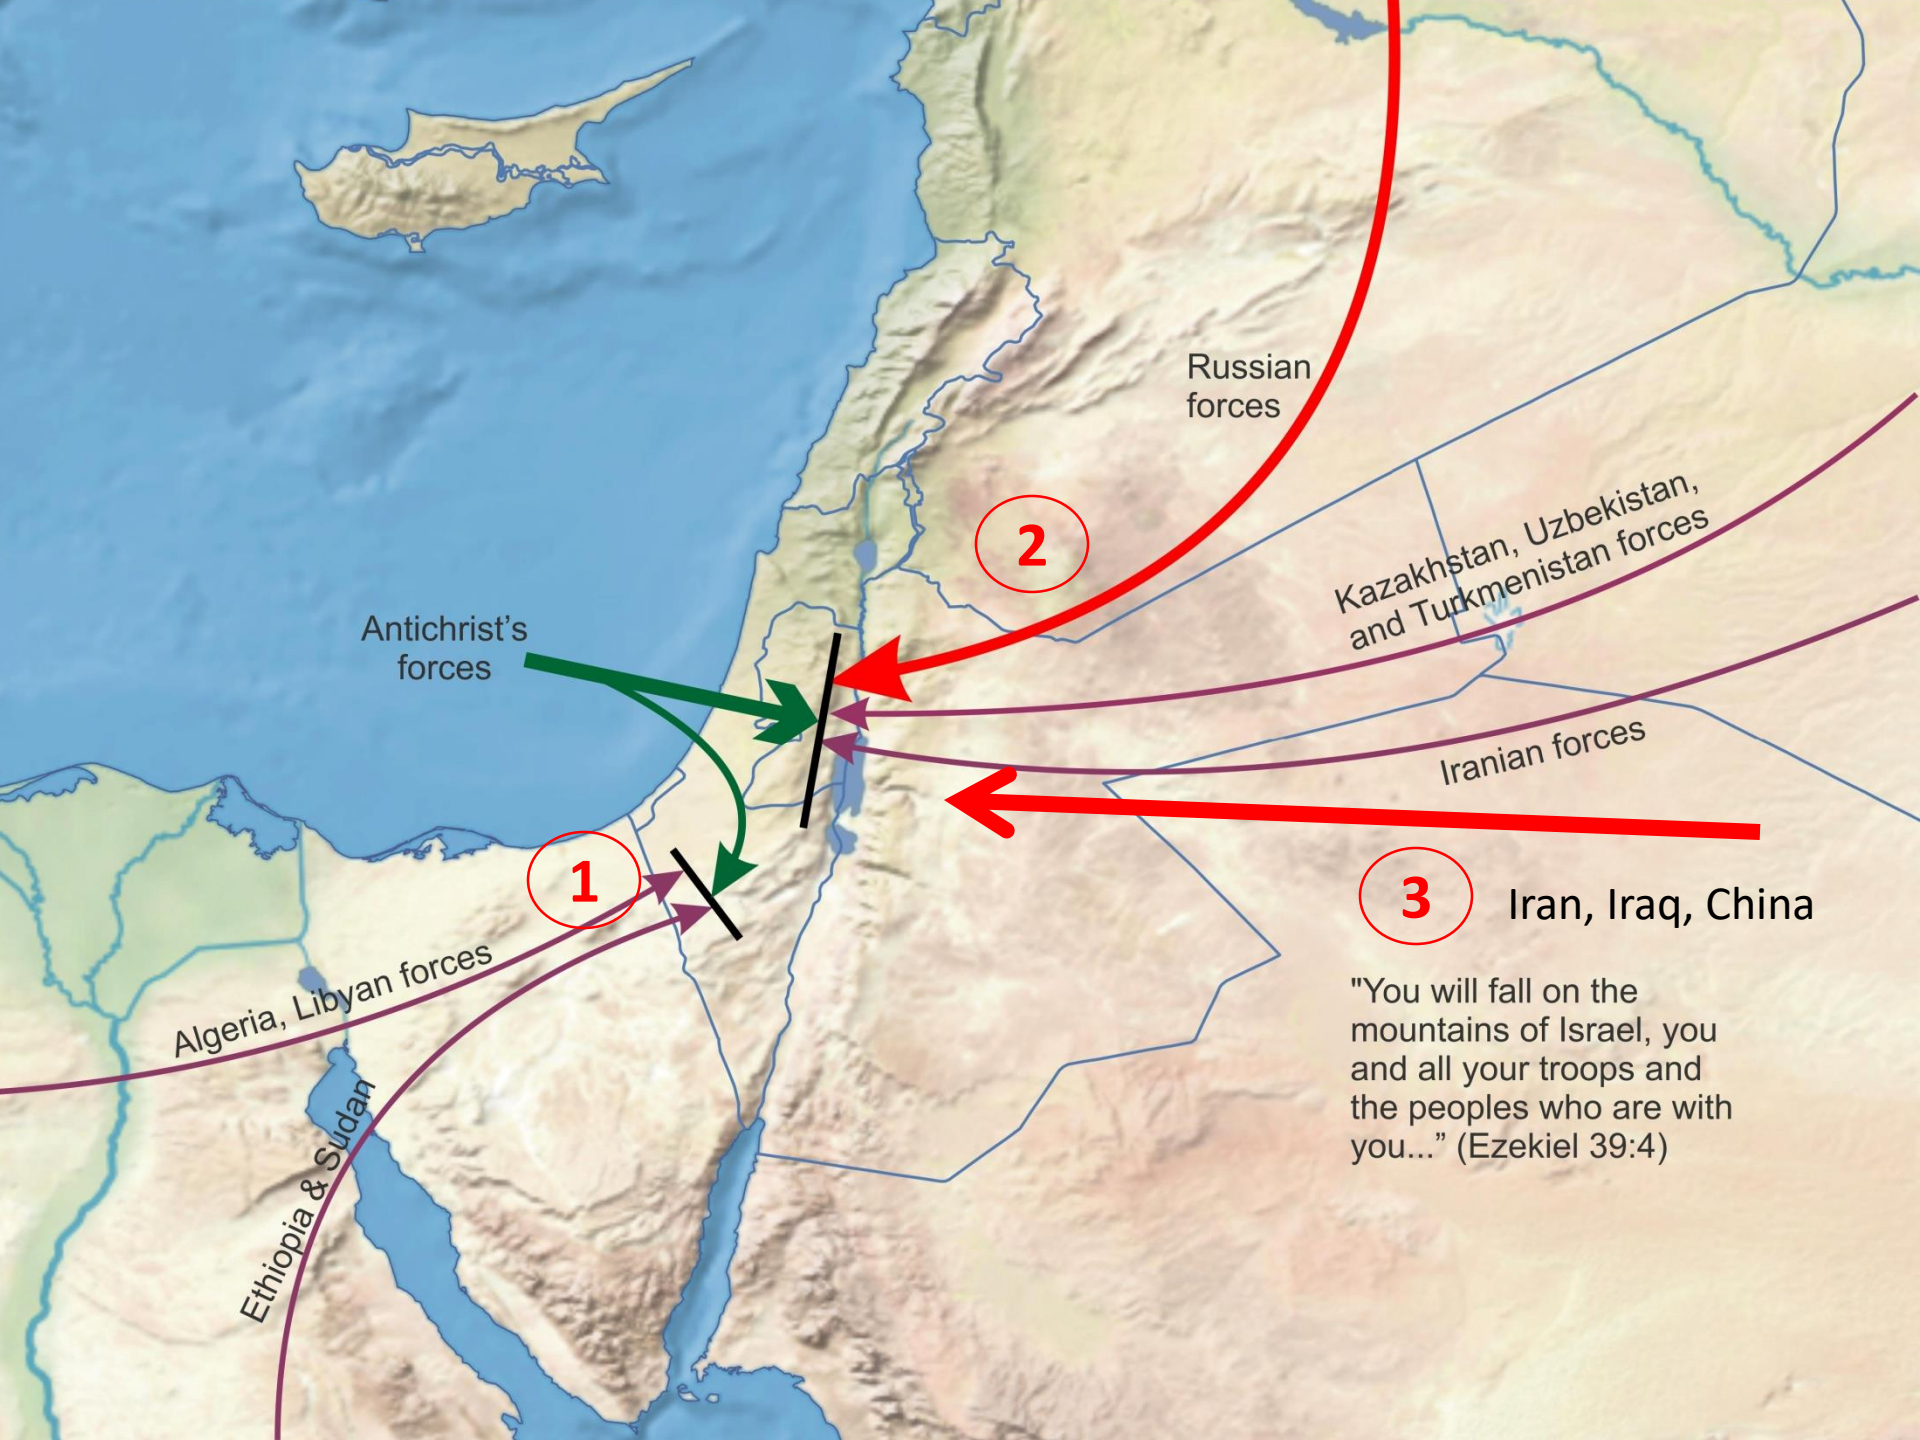 Russian
forces
2
Kazakhstan, Uzbekistan,
and Turkmenistan forces
Antichrist's
forces
Iranian forces
1
3
Iran, Iraq, China
Algeria, Libyan forces
"You will fall on the
mountains of Israel, you
and all your troops and
the peoples who are with
you...” (Ezekiel 39:4)
Ethiopia & Sudan